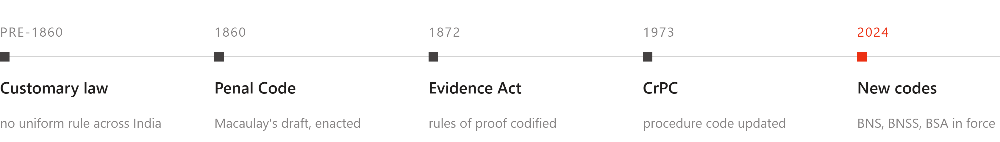 PRE-1860
Customary law
no uniform rule across India
1860
Penal Code
Macaulay's draft, enacted
1872
Evidence Act
rules of proof codified
1973
CrPC
procedure code updated
2024
New codes
BNS, BNSS, BSA in force